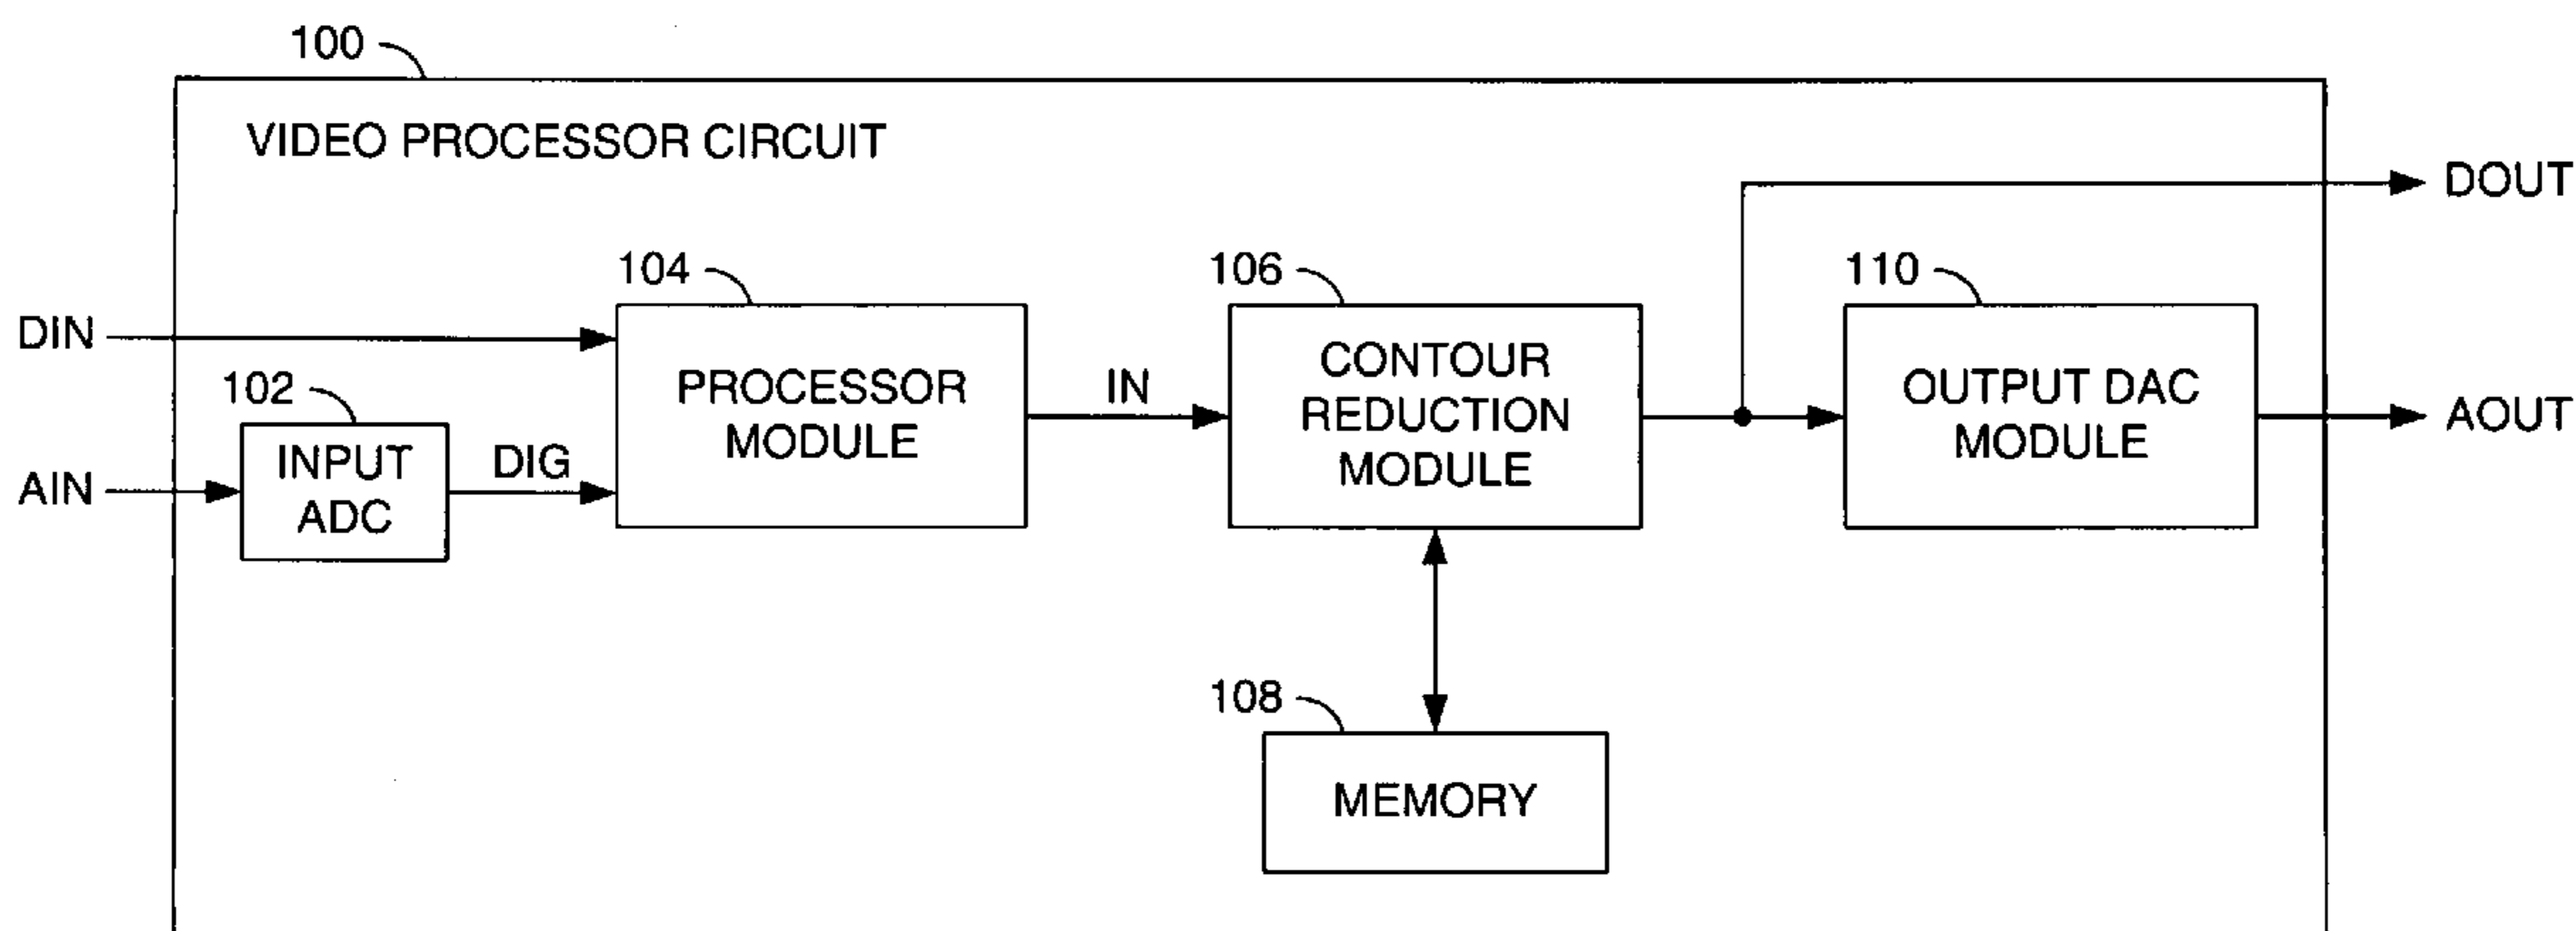 100
VIDEO PROCESSOR CIRCUIT
DOUT
104
106
110
DIN
102
PROCESSOR
MODULE
IN
CONTOUR
REDUCTION
MODULE
OUTPUT DAC
MODULE
AOUT
AIN
INPUT
ADC
DIG
108
MEMORY